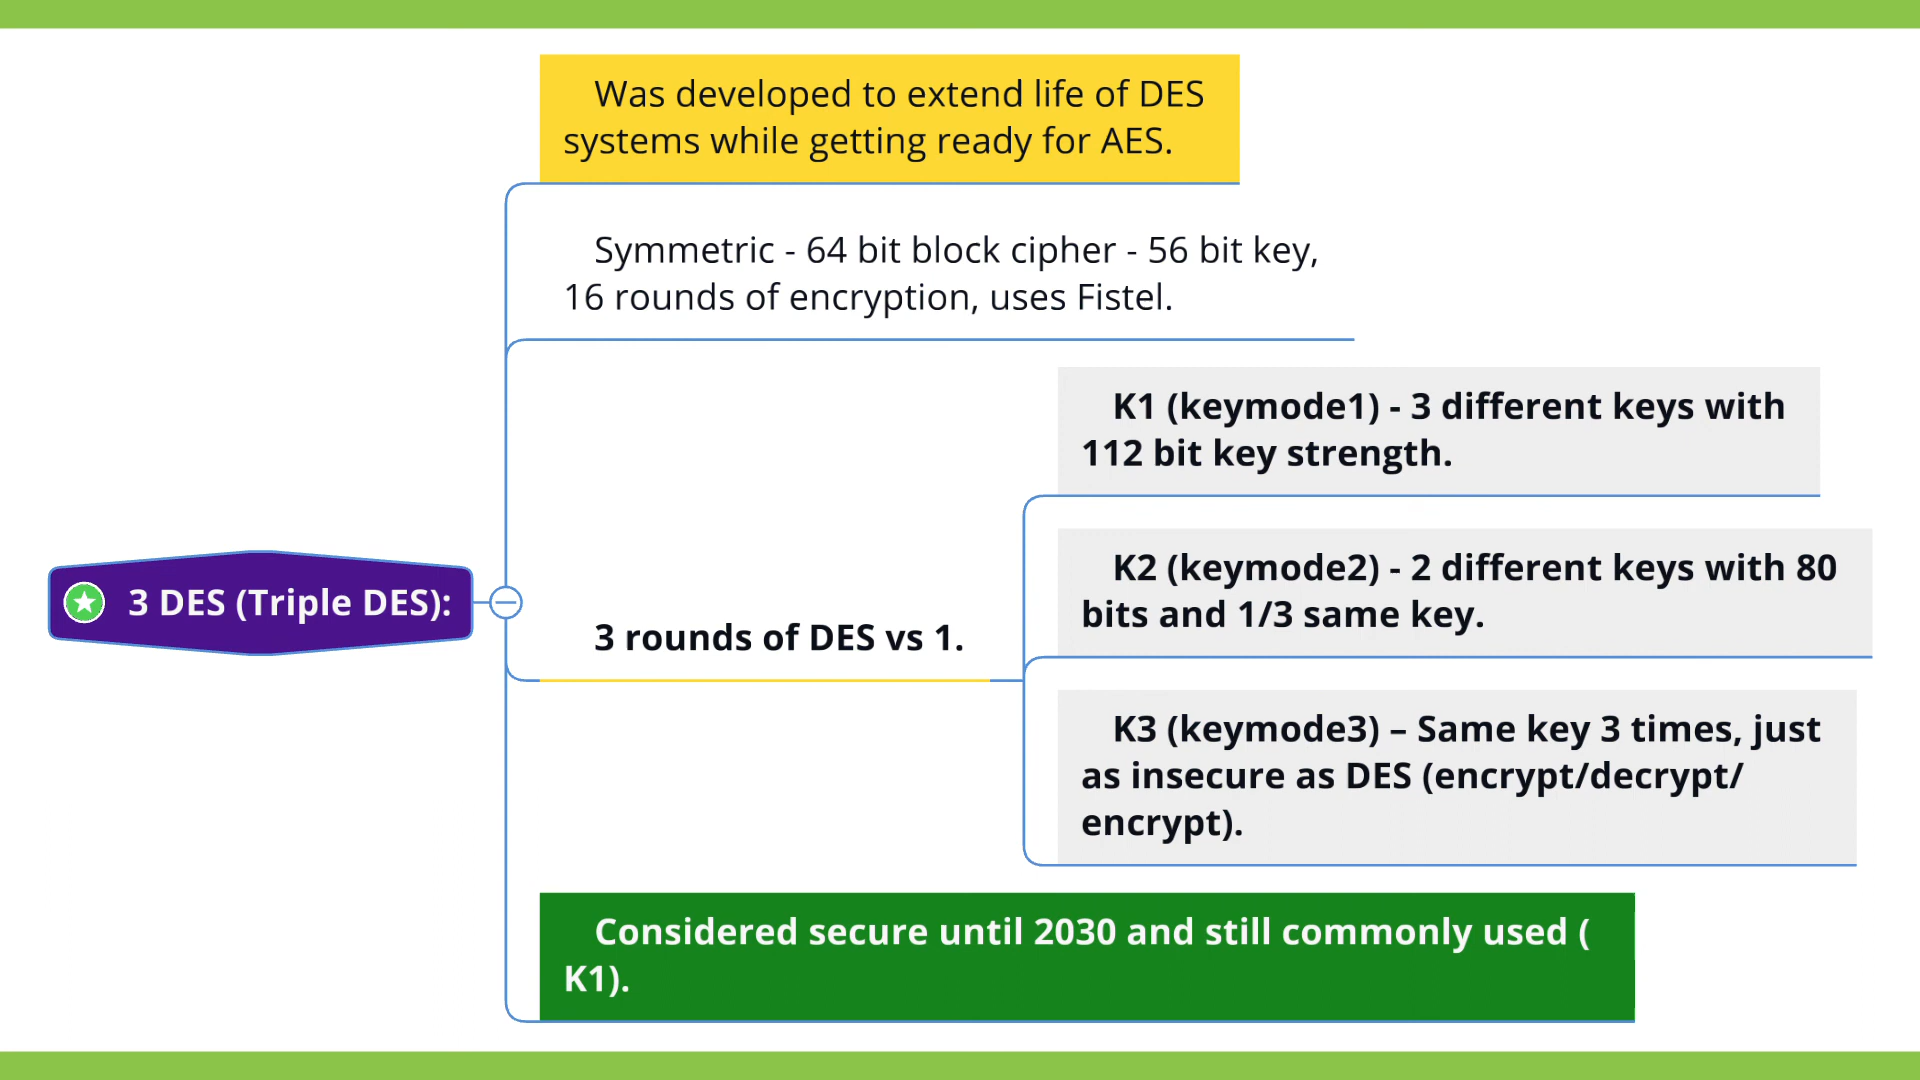 Was developed to extend life of DES
systems while getting ready for AES.
Symmetric - 64 bit block cipher - 56 bit key,
16 rounds of encryption, uses Fistel.
K1 (keymode1) - 3 different keys with
112 bit key strength.
K2 (keymode2) - 2 different keys with 80
bits and 1/3 same key.
3 DES (Triple DES):
3 rounds of DES vs 1.
K3 (keymode3) – Same key 3 times, just
as insecure as DES (encrypt/decrypt/
encrypt).
Considered secure until 2030 and still commonly used (
K1).